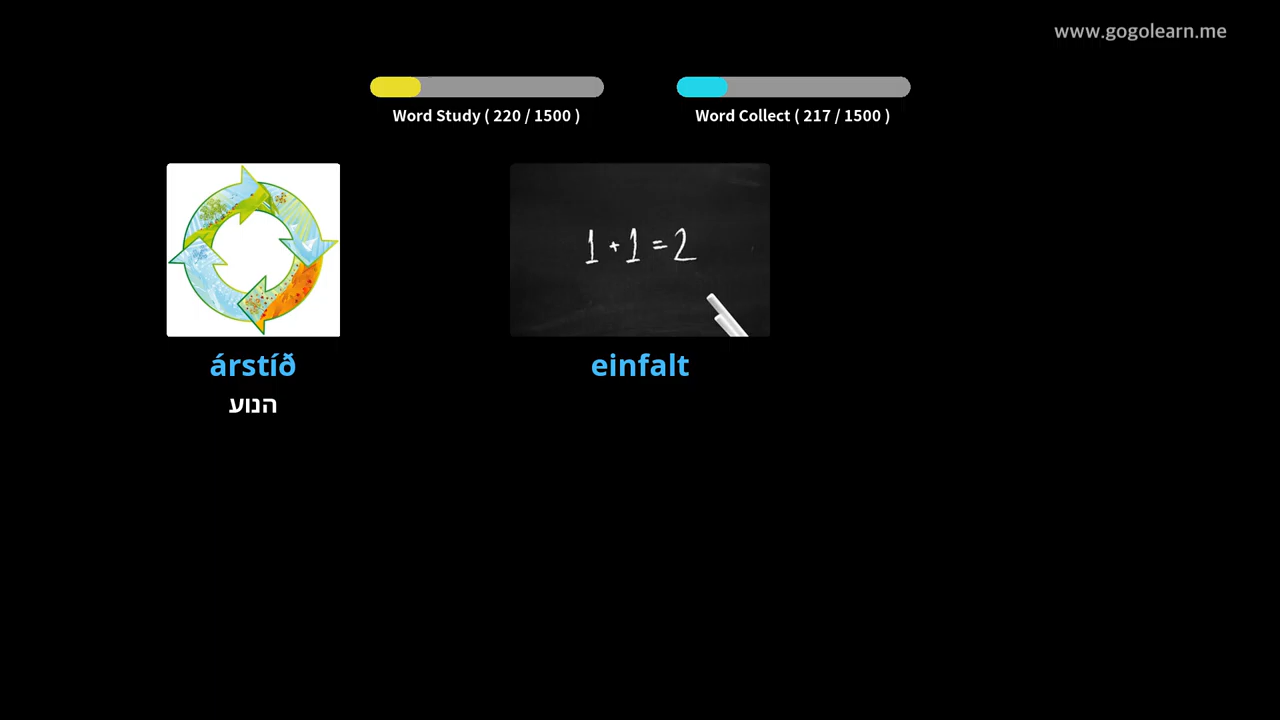 www.gogolearn.me
Word Study ( 220 / 1500 )
Word Collect ( 217 / 1500 )
1 + 1 = 2
árstíð
einfalt
הנוע